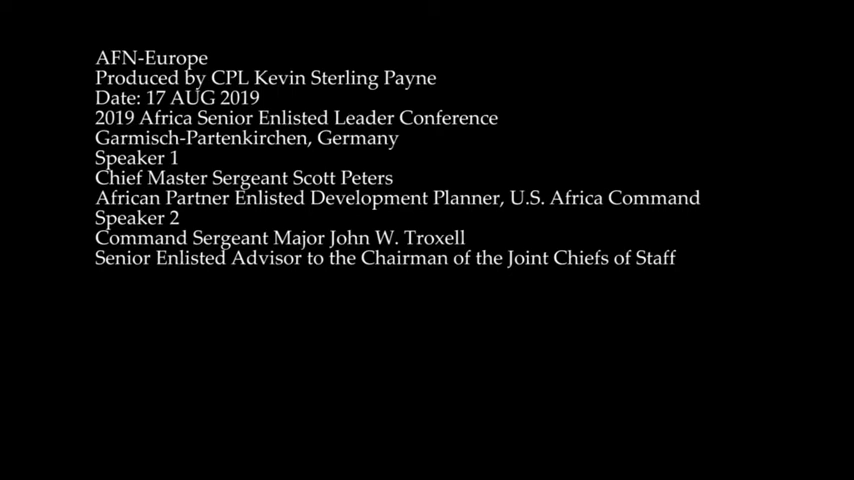 AFN-Europe
Produced by CPL Kevin Sterling Payne
Date: 17 AUG 2019
2019 Africa Senior Enlisted Leader Conference
Garmisch-Partenkirchen, Germany
Speaker 1
Chief Master Sergeant Scott Peters
African Partner Enlisted Development Planner, U.S. Africa Command
Speaker 2
Command Sergeant Major John W. Troxell
Senior Enlisted Advisor to the Chairman of the Joint Chiefs of Staff